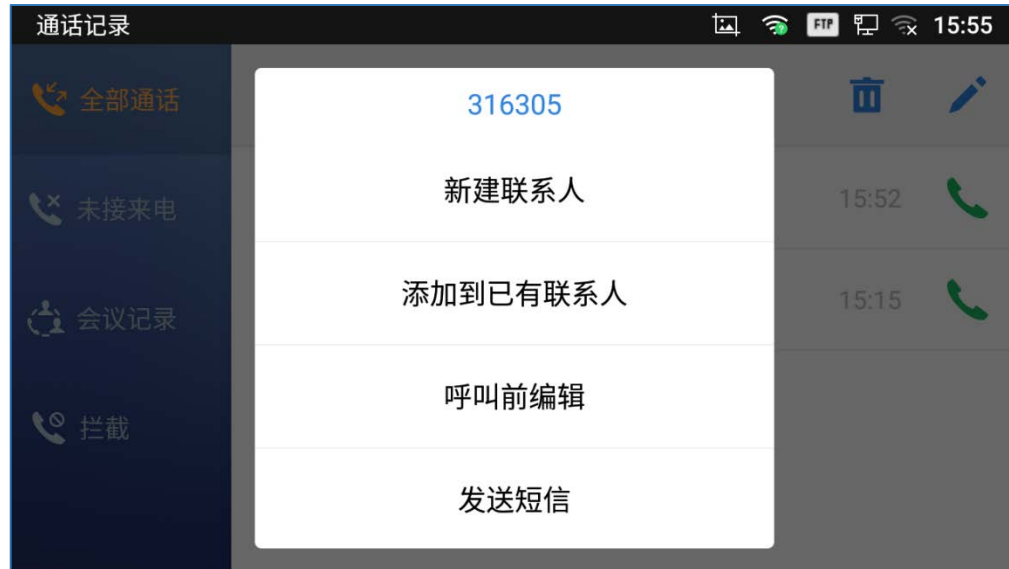 通话记录
FTP
15:55
全部通话
316305
新建联系人
未接来电
15:52
添加到已有联系人
会议记录
15:15
呼叫前编辑
拦截
发送短信